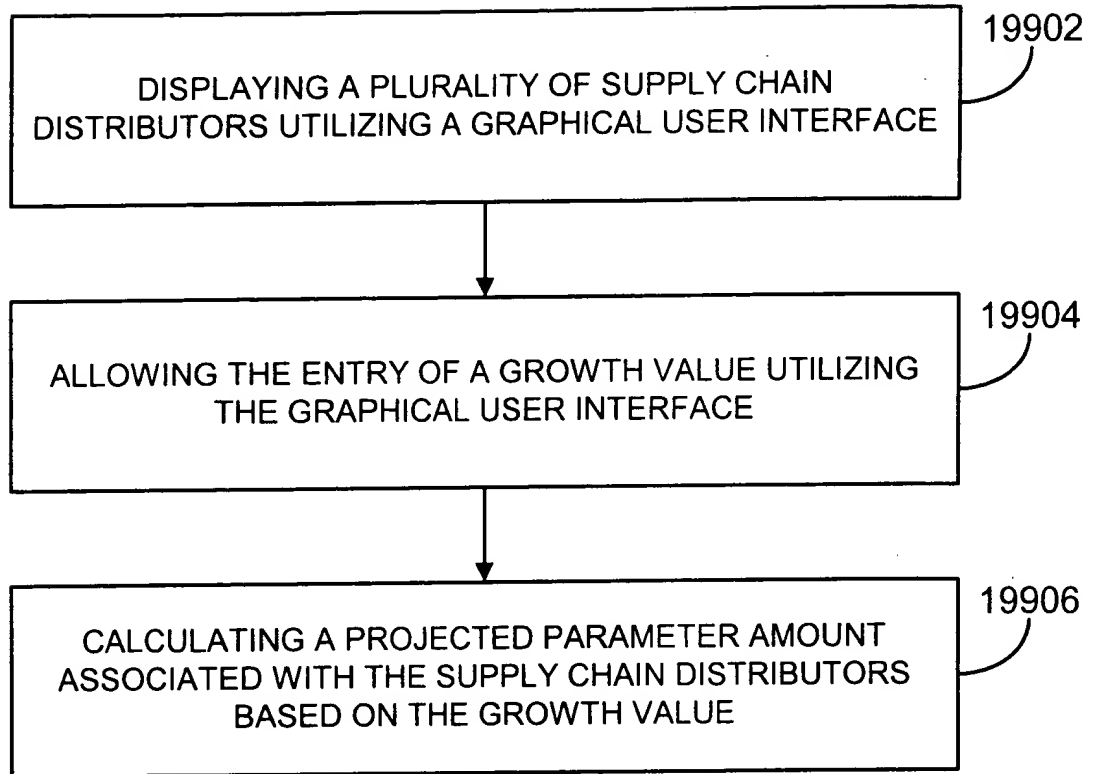 19902
DISPLAYING A PLURALITY OF SUPPLY CHAIN
DISTRIBUTORS UTILIZING A GRAPHICAL USER INTERFACE
19904
ALLOWING THE ENTRY OF A GROWTH VALUE UTILIZING
THE GRAPHICAL USER INTERFACE
19906
CALCULATING A PROJECTED PARAMETER AMOUNT
ASSOCIATED WITH THE SUPPLY CHAIN DISTRIBUTORS
BASED ON THE GROWTH VALUE